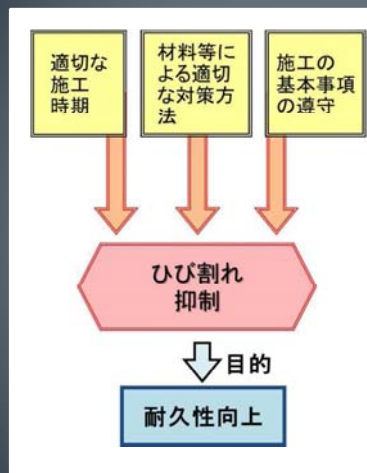 適切な
施工
時期
材料等に
よる適切
な対策方
法
施工の
基本事項
の遵守
ひび割れ
抑制
目的
耐久性向上